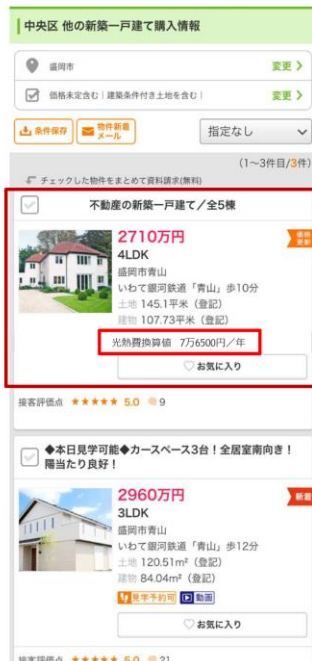 中央区 他の新築一戸建て購入情報
盛岡市
変更 >
価格未定含む｜建築条件付き土地を含む｜
変更 >
条件保存
物件新着
メール
指定なし
(1～3件目/3件)
チェックした物件をまとめて資料請求(無料)
不動産の新築一戸建て／全5棟
2710万円
価格
更新
4LDK
盛岡市青山
いわて銀河鉄道「青山」歩10分
土地 145.1平米（登記）
建物 107.73平米（登記）
光熱費換算値 7万6500円／年
♡お気に入り
接客評価点 ★★★★★ 5.0 9
◆本日見学可能◆カースペース3台！全居室南向き！
陽当たり良好！
2960万円
新着
3LDK
盛岡市青山
いわて銀河鉄道「青山」歩12分
土地 120.51m²（登記）
建物 84.04m²（登記）
見学予約可 動画
♡お気に入り
接客評価点 ★★★★★ 5.0 21